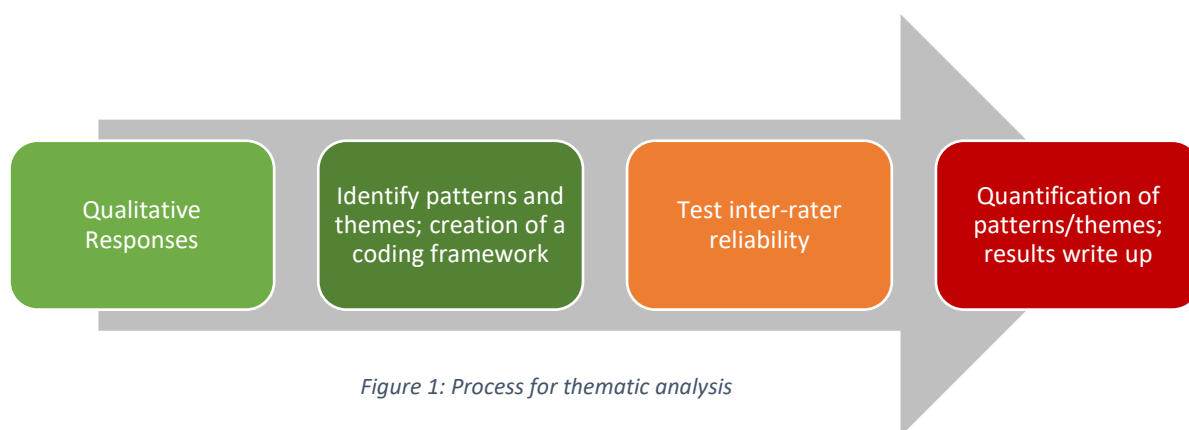 Qualitative
Responses
Identify patterns and
themes; creation of a
coding framework
Test inter-rater
reliability
Quantification of
patterns/themes;
results write up
Figure 1: Process for thematic analysis